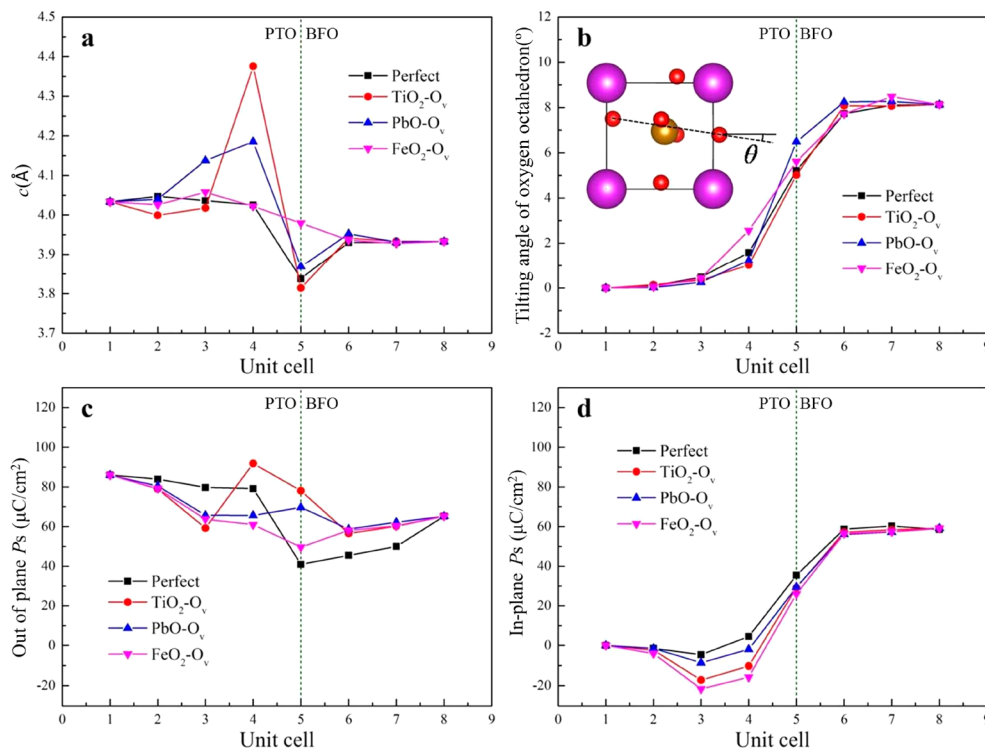 a
PTO BFO
Perfect
TiO2-Ov
PbO-Ov
FeO2-Ov
c(Å)
4.5
4.4
4.3
4.2
4.1
4.0
3.9
3.8
3.7
0 1 2 3 4 5 6 7 8 9
Unit cell
b
PTO BFO
θ
Perfect
TiO2-Ov
PbO-Ov
FeO2-Ov
Tilting angle of oxygen octahedron(°)
12
10
8
6
4
2
0
-2
0 1 2 3 4 5 6 7 8 9
Unit cell
c
PTO BFO
Perfect
TiO2-Ov
PbO-Ov
FeO2-Ov
Out of plane Ps (μC/cm²)
120
100
80
60
40
20
0
-20
0 1 2 3 4 5 6 7 8 9
Unit cell
d
PTO BFO
Perfect
TiO2-Ov
PbO-Ov
FeO2-Ov
In-plane Ps (μC/cm²)
120
100
80
60
40
20
0
-20
0 1 2 3 4 5 6 7 8 9
Unit cell